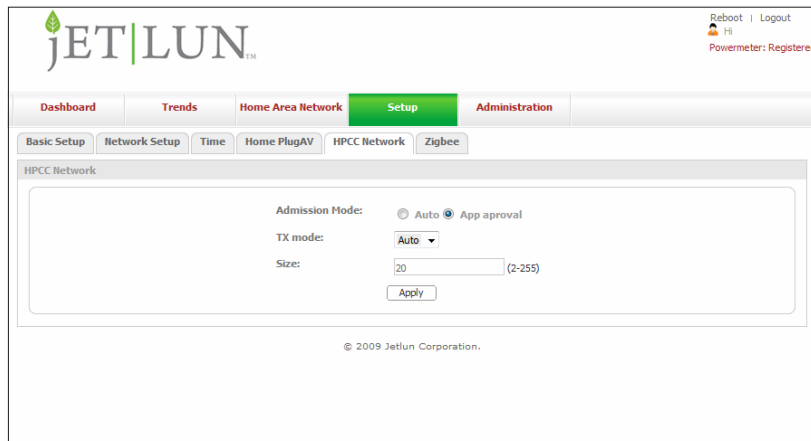 Reboot | Logout
Hi
Powermeter: Registere
jET|LUN™
Dashboard Trends Home Area Network Setup Administration
Basic Setup Network Setup Time Home PlugAV HPCC Network Zigbee
HPCC Network
Admission Mode: Auto App aproval
TX mode: Auto
Size: 20 (2-255)
Apply
© 2009 Jetlun Corporation.